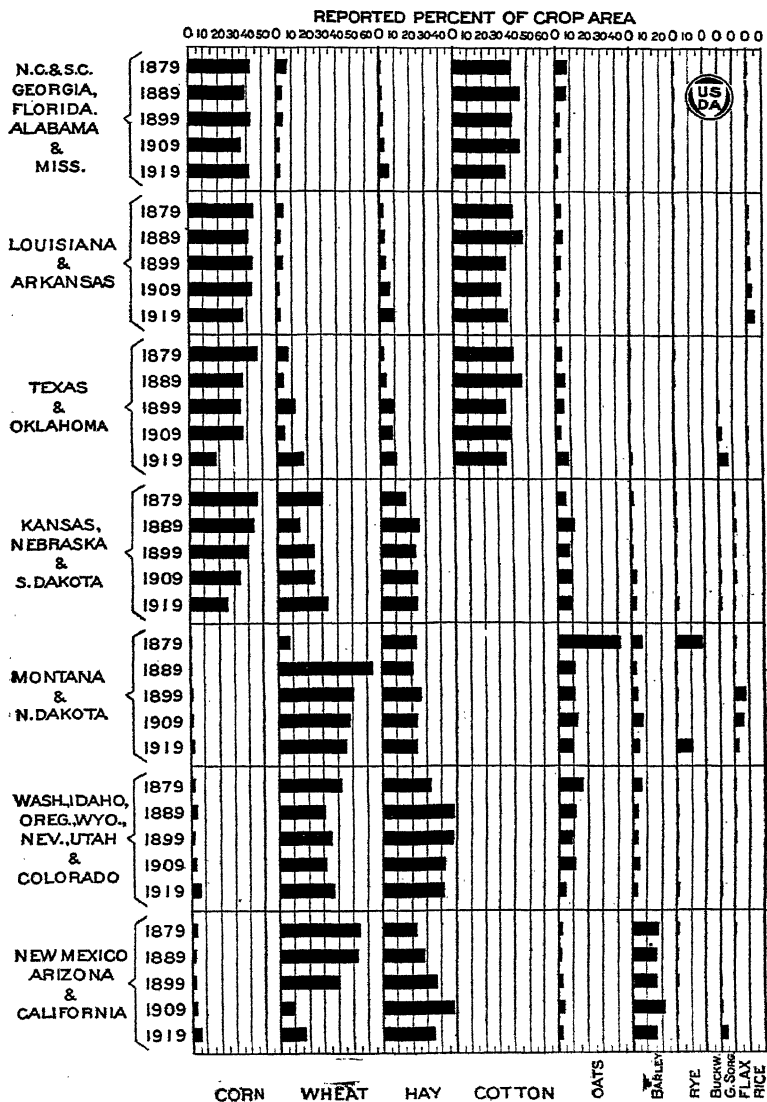 REPORTED PERCENT OF CROP AREA
0 10 20 30 40 50 0 10 20 30 40 50 60 0 10 20 30 40 0 10 20 30 40 50 60 0 10 20 30 40 0 10 20 0 10 0 0 0 0
US
DA
N.C.&S.C.
GEORGIA,
FLORIDA.
ALABAMA
&
MISS.
1879
1889
1899
1909
1919
LOUISIANA
&
ARKANSAS
1879
1889
1899
1909
1919
TEXAS
&
OKLAHOMA
1879
1889
1899
1909
1919
KANSAS,
NEBRASKA
&
S.DAKOTA
1879
1889
1899
1909
1919
MONTANA
&
N.DAKOTA
1879
1889
1899
1909
1919
WASH.,IDAHO,
OREG.,WYO.,
NEV.,UTAH
&
COLORADO
1879
1889
1899
1909
1919
NEW MEXICO
ARIZONA
&
CALIFORNIA
1879
1889
1899
1909
1919
CORN WHEAT HAY COTTON OATS BARLEY RYE BUCKW. G. SORG. FLAX RICE